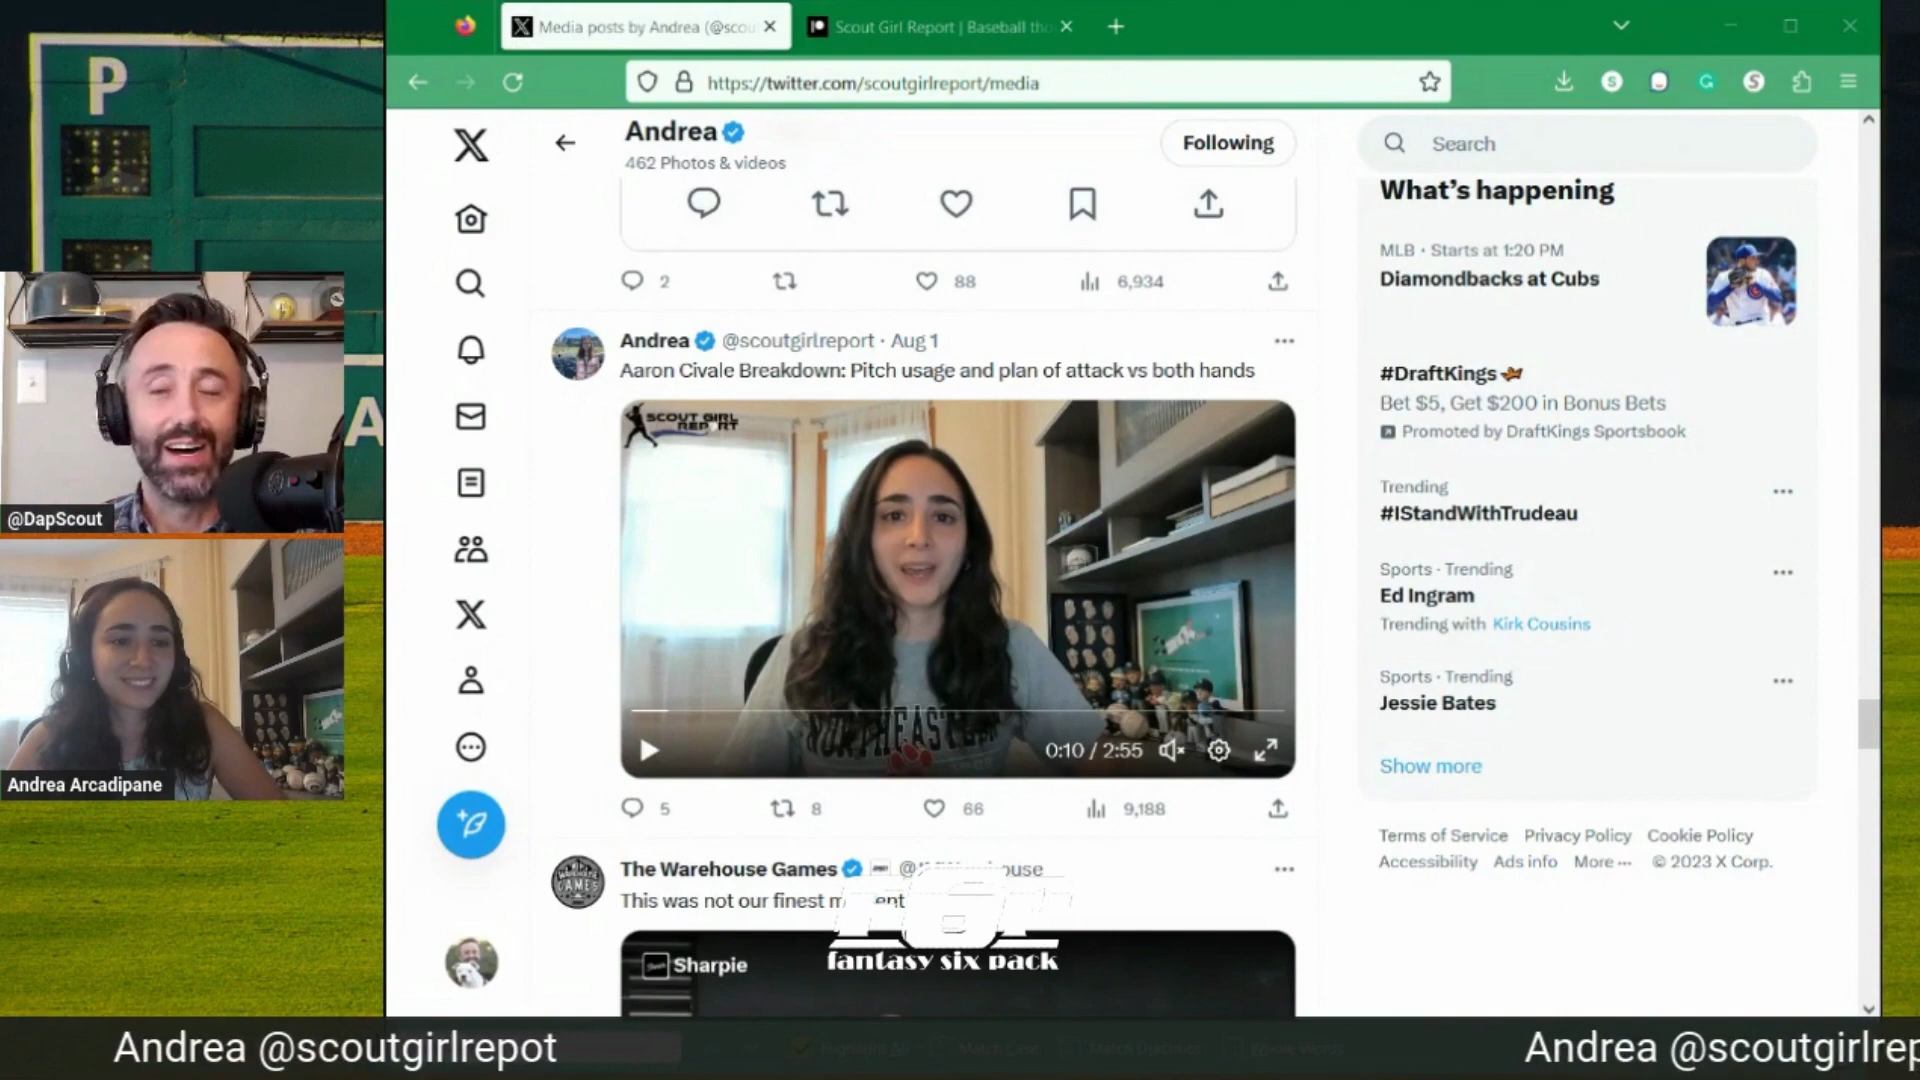 P
A
@DapScout
Andrea Arcadipane
Media posts by Andrea (@scou
Scout Girl Report | Baseball tho
https://twitter.com/scoutgirlreport/media
Andrea
462 Photos & videos
Following
2
88
6,934
Andrea @scoutgirlreport · Aug 1
Aaron Civale Breakdown: Pitch usage and plan of attack vs both hands
SCOUT GIRL
REPORT
NORTHEASTERN
0:10 / 2:55
5
8
66
9,188
The Warehouse Games
This was not our finest
Sharpie
fantasy six pack
Search
What's happening
MLB · Starts at 1:20 PM
Diamondbacks at Cubs
#DraftKings
Bet $5, Get $200 in Bonus Bets
Promoted by DraftKings Sportsbook
Trending
#IStandWithTrudeau
Sports · Trending
Ed Ingram
Trending with Kirk Cousins
Sports · Trending
Jessie Bates
Show more
Terms of Service Privacy Policy Cookie Policy
Accessibility Ads info More ··· © 2023 X Corp.
Andrea @scoutgirlrepot
Andrea @scoutgirlrep